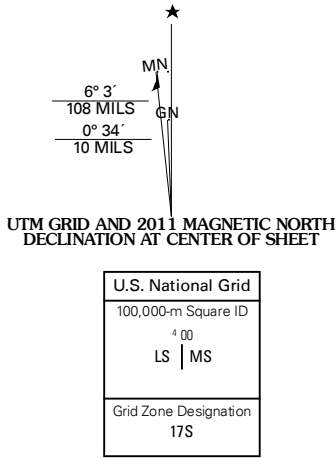 ★
MN
6° 3´
108 MILS
GN
0° 34´
10 MILS
UTM GRID AND 2011 MAGNETIC NORTH
DECLINATION AT CENTER OF SHEET
U.S. National Grid
100,000-m Square ID
4 00
LS | MS
Grid Zone Designation
17S